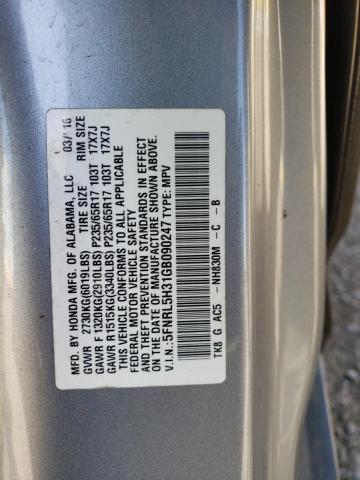 MFD. BY HONDA MFG. OF ALABAMA, LLC 03/ 16
GVWR 2730KG(6019LBS) TIRE SIZE RIM SIZE
GAWR F 1320KG(2910LBS) P235/65R17 103T 17X7J
GAWR R 1515KG(3340LBS) P235/65R17 103T 17X7J
THIS VEHICLE CONFORMS TO ALL APPLICABLE
FEDERAL MOTOR VEHICLE SAFETY
AND THEFT PREVENTION STANDARDS IN EFFECT
ON THE DATE OF MANUFACTURE SHOWN ABOVE.
V.I.N.: 5FNRL5H31GB090247 TYPE: MPV
TK8 G AC5 -NH830M - C - B